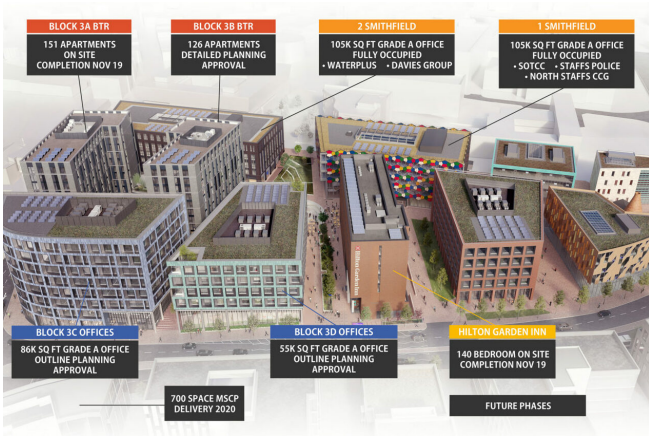 BLOCK 3A BTR
151 APARTMENTS
ON SITE
COMPLETION NOV 19
BLOCK 3B BTR
126 APARTMENTS
DETAILED PLANNING
APPROVAL
2 SMITHFIELD
105K SQ FT GRADE A OFFICE
FULLY OCCUPIED
• WATERPLUS • DAVIES GROUP
1 SMITHFIELD
105K SQ FT GRADE A OFFICE
FULLY OCCUPIED
• SOTCC • STAFFS POLICE
• NORTH STAFFS CCG
Hilton Garden Inn
BLOCK 3C OFFICES
86K SQ FT GRADE A OFFICE
OUTLINE PLANNING
APPROVAL
BLOCK 3D OFFICES
55K SQ FT GRADE A OFFICE
OUTLINE PLANNING
APPROVAL
HILTON GARDEN INN
140 BEDROOM ON SITE
COMPLETION NOV 19
700 SPACE MSCP
DELIVERY 2020
FUTURE PHASES